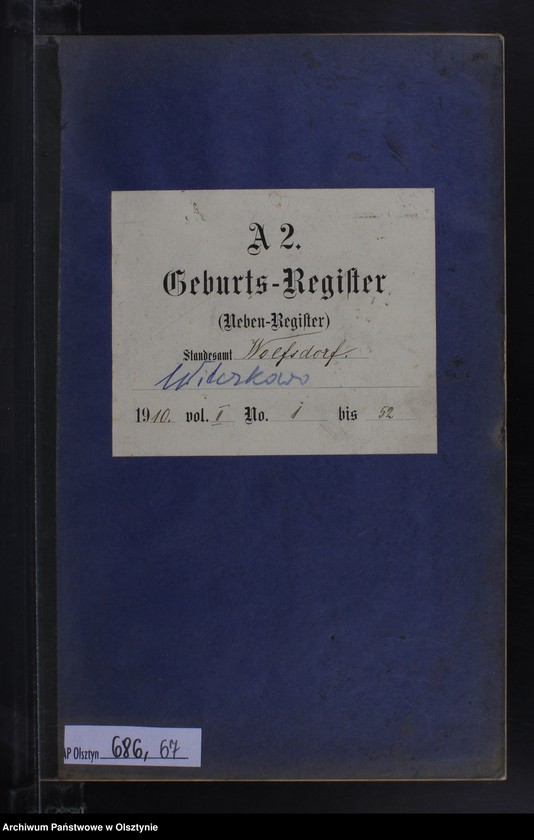 A 2.
Geburts-Register
(Neben-Register)
Standesamt Wolfsdorf.
Wilczkowo
1910. vol. I No. 1 bis 52
AP Olsztyn 686, 67
Archiwum Państwowe w Olsztynie